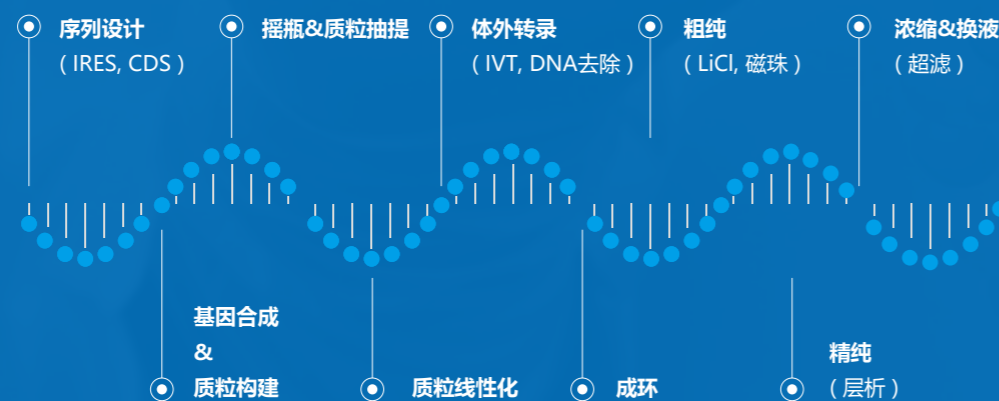 序列设计
( IRES, CDS )
摇瓶&质粒抽提
体外转录
( IVT, DNA去除 )
粗纯
( LiCl, 磁珠 )
浓缩&换液
( 超滤 )
基因合成
&
质粒构建
质粒线性化
成环
精纯
( 层析 )